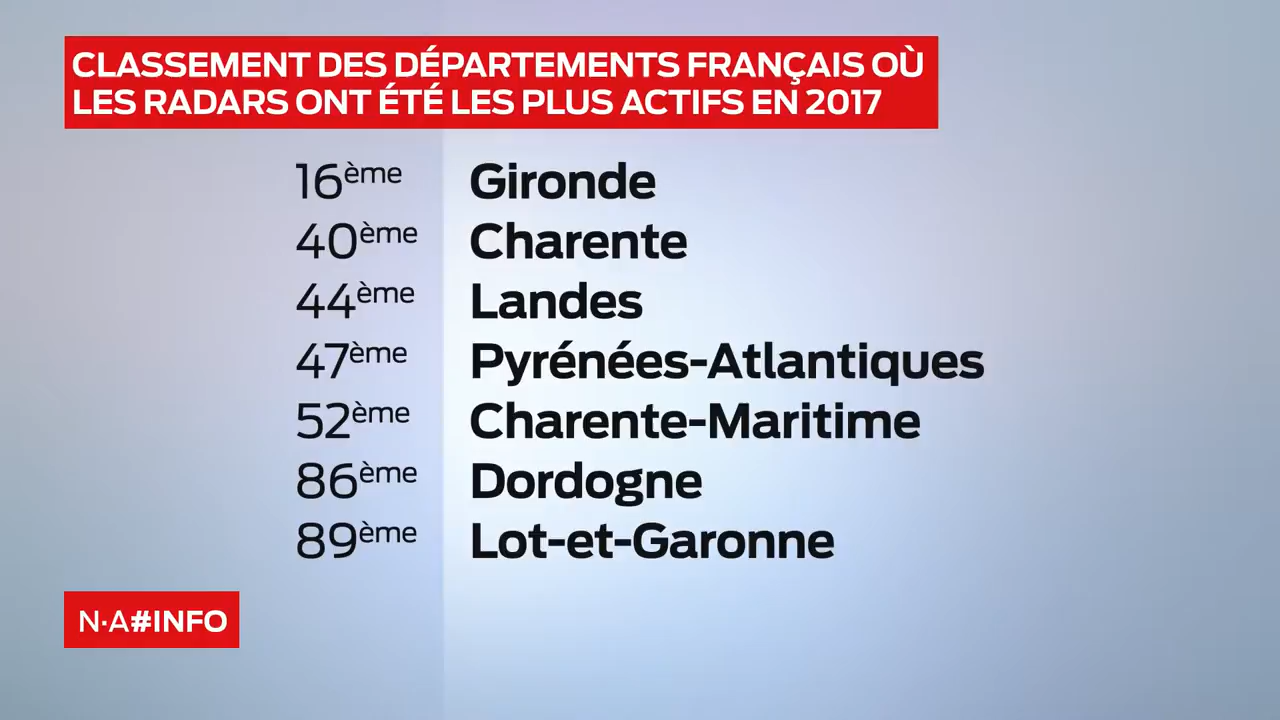 CLASSEMENT DES DÉPARTEMENTS FRANÇAIS OÙ
LES RADARS ONT ÉTÉ LES PLUS ACTIFS EN 2017
16ème Gironde
40ème Charente
44ème Landes
47ème Pyrénées-Atlantiques
52ème Charente-Maritime
86ème Dordogne
89ème Lot-et-Garonne
N·A#INFO